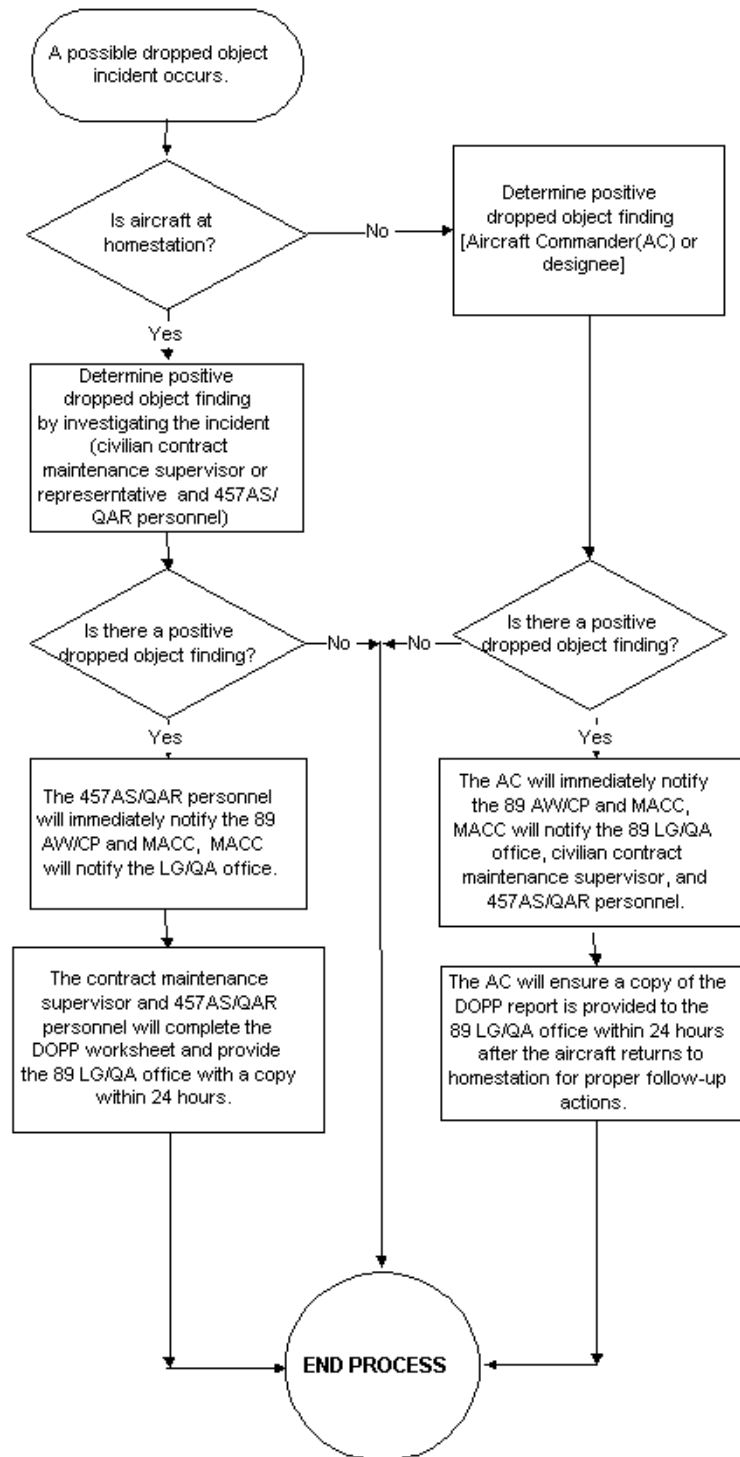 A possible dropped object
incident occurs.
Is aircraft at
homestation?
No
Determine positive
dropped object finding
[Aircraft Commander(AC) or
designee]
Yes
Determine positive
dropped object finding
by investigating the incident
(civilian contract
maintenance supervisor or
represerntative and 457AS/
QAR personnel)
Is there a positive
dropped object finding?
No
No
Is there a positive
dropped object finding?
Yes
Yes
The 457AS/QAR personnel
will immediately notify the 89
AW/CP and MACC, MACC
will notify the LG/QA office.
The AC will immediately notify
the 89 AW/CP and MACC,
MACC will notify the 89 LG/QA
office, civilian contract
maintenance supervisor, and
457AS/QAR personnel.
The contract maintenance
supervisor and 457AS/QAR
personnel will complete the
DOPP worksheet and provide
the 89 LG/QA office with a copy
within 24 hours.
The AC will ensure a copy of the
DOPP report is provided to the
89 LG/QA office within 24 hours
after the aircraft returns to
homestation for proper follow-up
actions.
END PROCESS